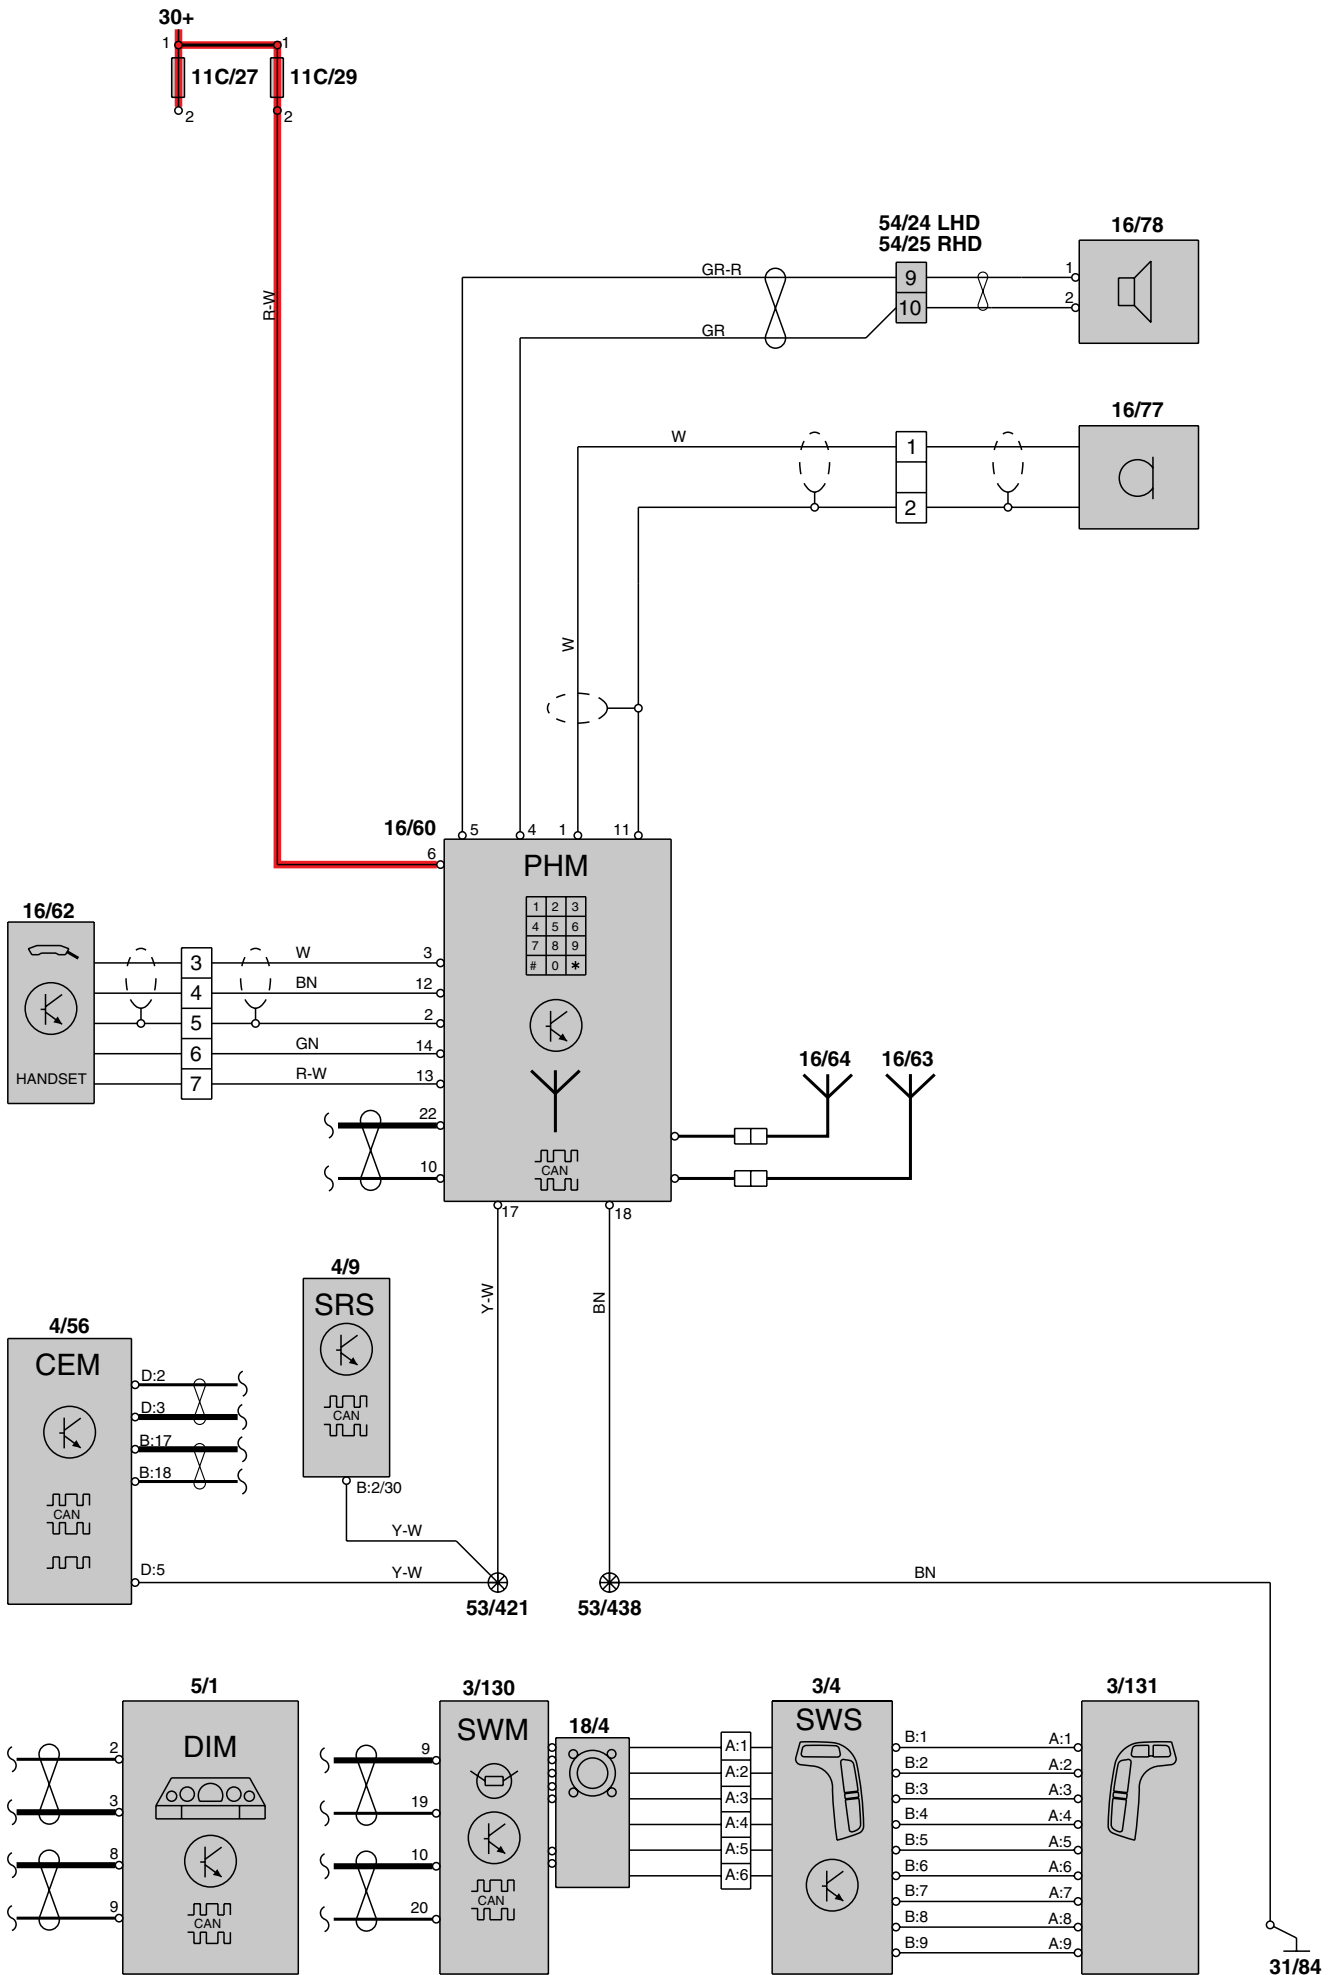 30+
1
1
11C/27
11C/29
2
2
R-W
54/24 LHD
54/25 RHD
16/78
GR-R
9
1
10
2
GR
16/77
W
1
2
W
16/60
5
4
1
11
6
PHM
1 2 3
4 5 6
7 8 9
# 0 *
CAN
16/62
HANDSET
3
W
3
4
BN
12
5
2
6
GN
14
7
R-W
13
22
10
16/64
16/63
17
18
Y-W
BN
4/9
SRS
CAN
B:2/30
4/56
CEM
CAN
D:2
D:3
B:17
B:18
D:5
Y-W
Y-W
BN
53/421
53/438
5/1
DIM
CAN
2
3
8
9
3/130
SWM
CAN
9
19
10
20
18/4
A:1
A:2
A:3
A:4
A:5
A:6
3/4
SWS
B:1
B:2
B:3
B:4
B:5
B:6
B:7
B:8
B:9
3/131
A:1
A:2
A:3
A:4
A:5
A:6
A:7
A:8
A:9
31/84